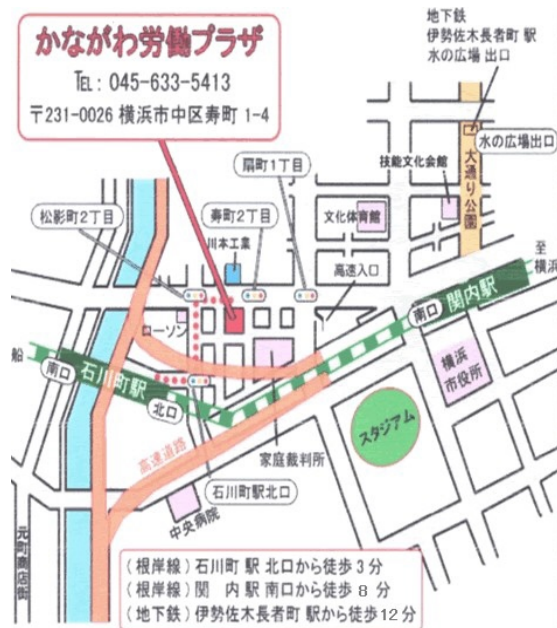 かながわ労働プラザ
TEL: 045-633-5413
〒231-0026 横浜市中区寿町 1-4
地下鉄
伊勢佐木長者町 駅
水の広場 出口
水の広場出口
大通り公園
技能文化会館
扇町1丁目
松影町2丁目
寿町2丁目
文化体育館
川本工業
高速入口
至
横浜
関内駅
南口
ローソン
船
南口
石川町駅
北口
横浜
市役所
スタジアム
家庭裁判所
高速道路
石川町駅北口
中央病院
元町商店街
(根岸線) 石川町 駅 北口から徒歩 3 分
(根岸線) 関 内 駅 南口から徒歩 8 分
(地下鉄) 伊勢佐木長者町 駅から徒歩12分